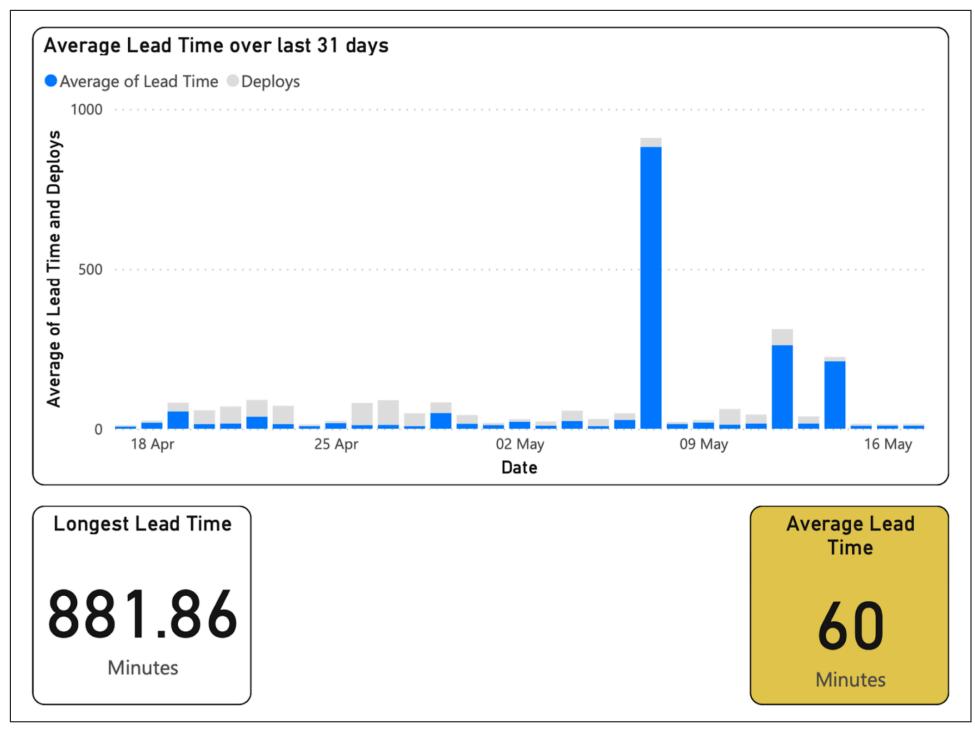 Average Lead Time over last 31 days
Average of Lead Time Deploys
1000
500
0
Average of Lead Time and Deploys
18 Apr 25 Apr 02 May 09 May 16 May
Date
Longest Lead Time
881.86
Minutes
Average Lead
Time
60
Minutes